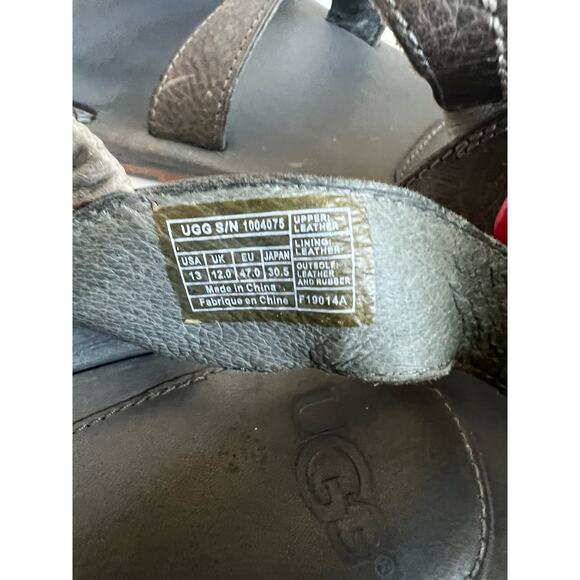 UGG S/N 1004075
USA UK EU JAPAN
13 12.0 47.0 30.5
Made in China
Fabrique en Chine
UPPER:
LEATHER
LINING:
LEATHER
OUTSOLE:
LEATHER
AND RUBBER
F19014A
UGG®